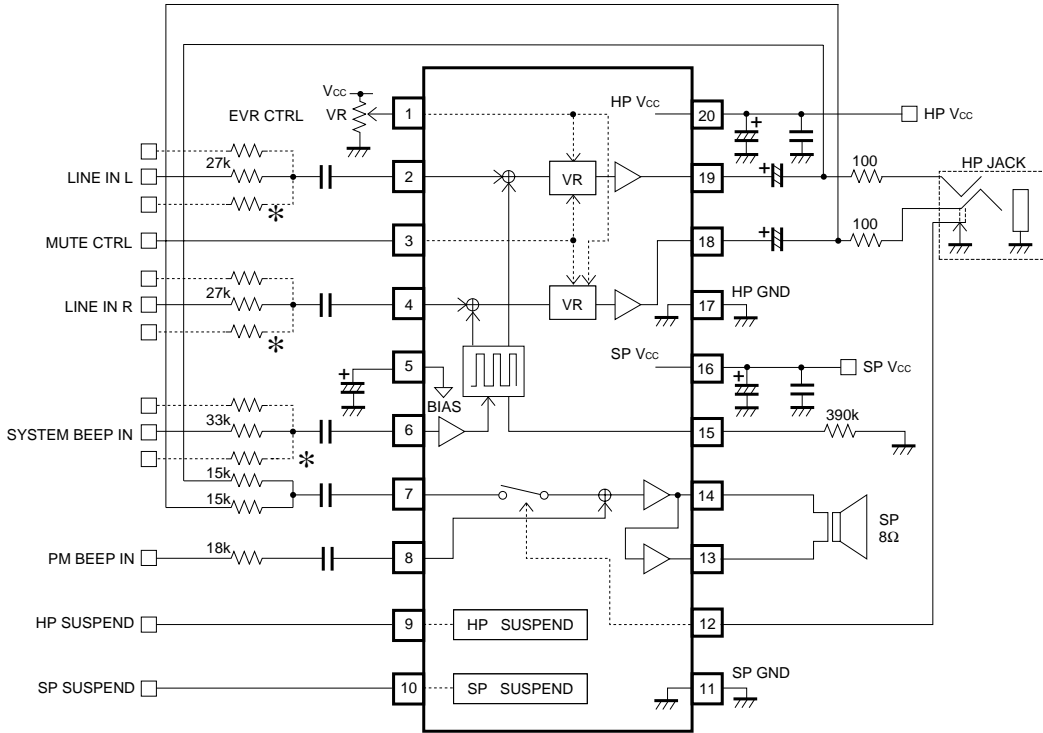 Vcc
VR
EVR CTRL
1
HP Vcc
20
HP Vcc
27k
LINE IN L
*
2
VR
19
100
HP JACK
MUTE CTRL
3
18
100
27k
LINE IN R
*
4
VR
17
HP GND
5
BIAS
SP Vcc
16
SP Vcc
33k
SYSTEM BEEP IN
*
6
15
390k
15k
15k
7
14
SP
8Ω
18k
PM BEEP IN
8
13
HP SUSPEND
9
HP SUSPEND
12
SP SUSPEND
10
SP SUSPEND
11
SP GND